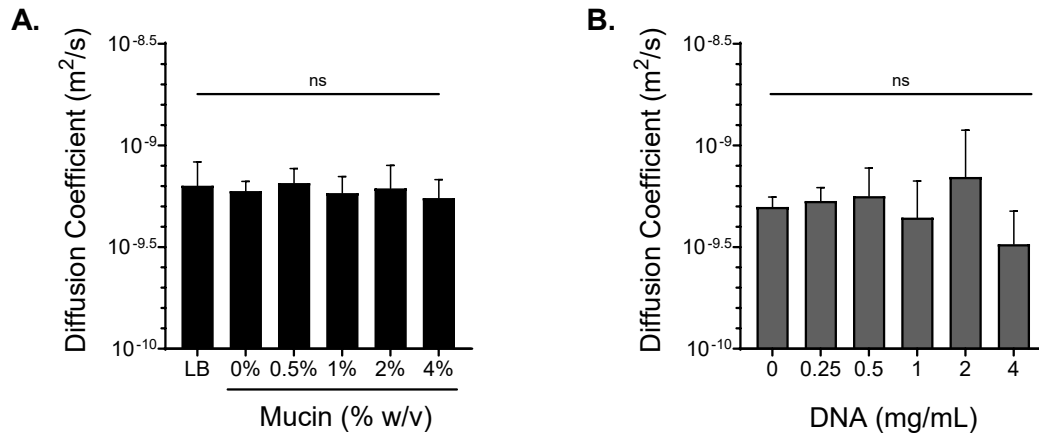 A.
Diffusion Coefficient (m²/s)
10⁻⁸·⁵
10⁻⁹
10⁻⁹·⁵
10⁻¹⁰
ns
LB 0% 0.5% 1% 2% 4%
Mucin (% w/v)
B.
Diffusion Coefficient (m²/s)
10⁻⁸·⁵
10⁻⁹
10⁻⁹·⁵
10⁻¹⁰
ns
0 0.25 0.5 1 2 4
DNA (mg/mL)